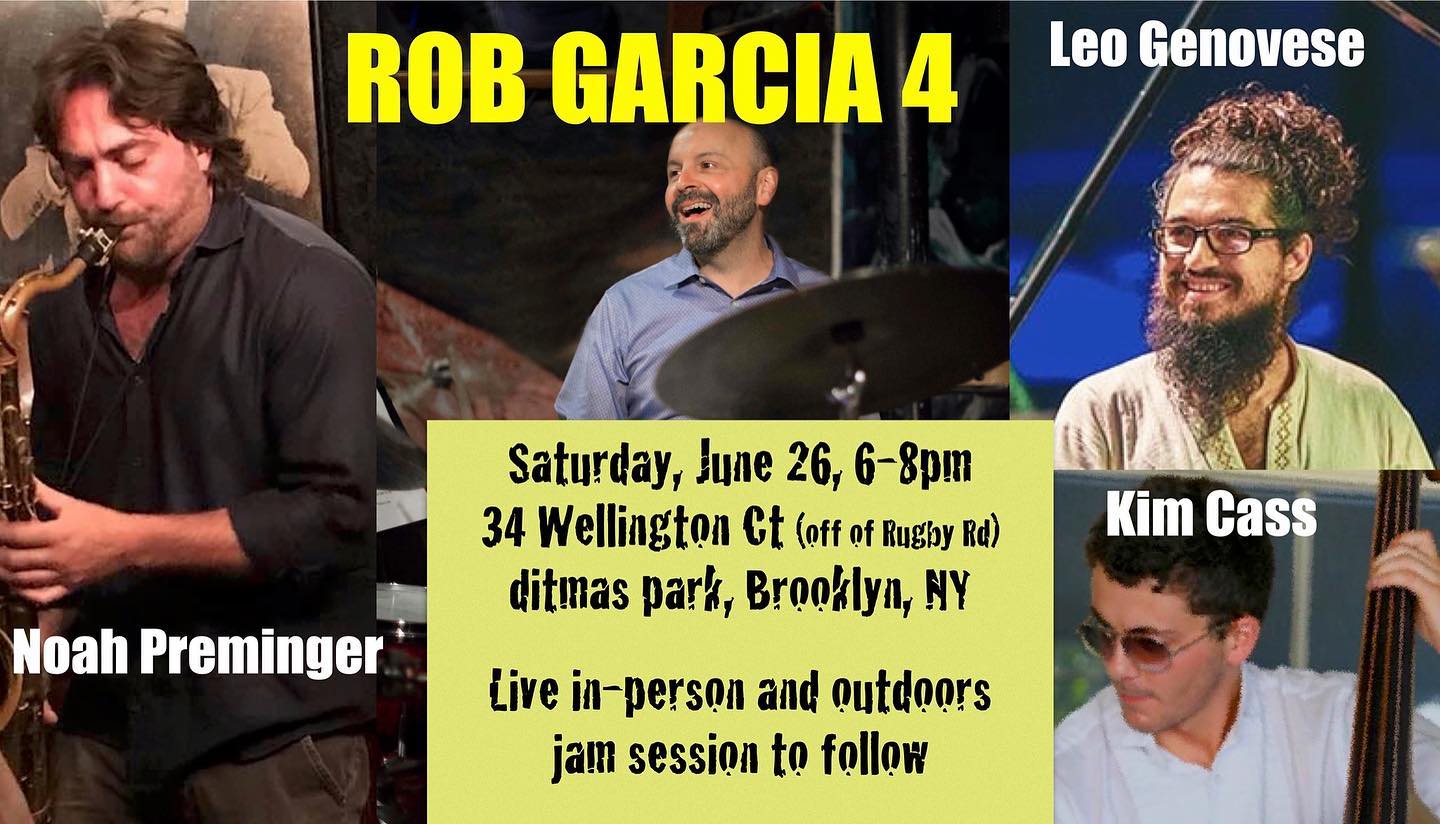 ROB GARCIA 4
Leo Genovese
Saturday, June 26, 6-8pm
34 Wellington Ct (off of Rugby Rd)
ditmas park, Brooklyn, NY
Kim Cass
Noah Preminger
Live in-person and outdoors
jam session to follow